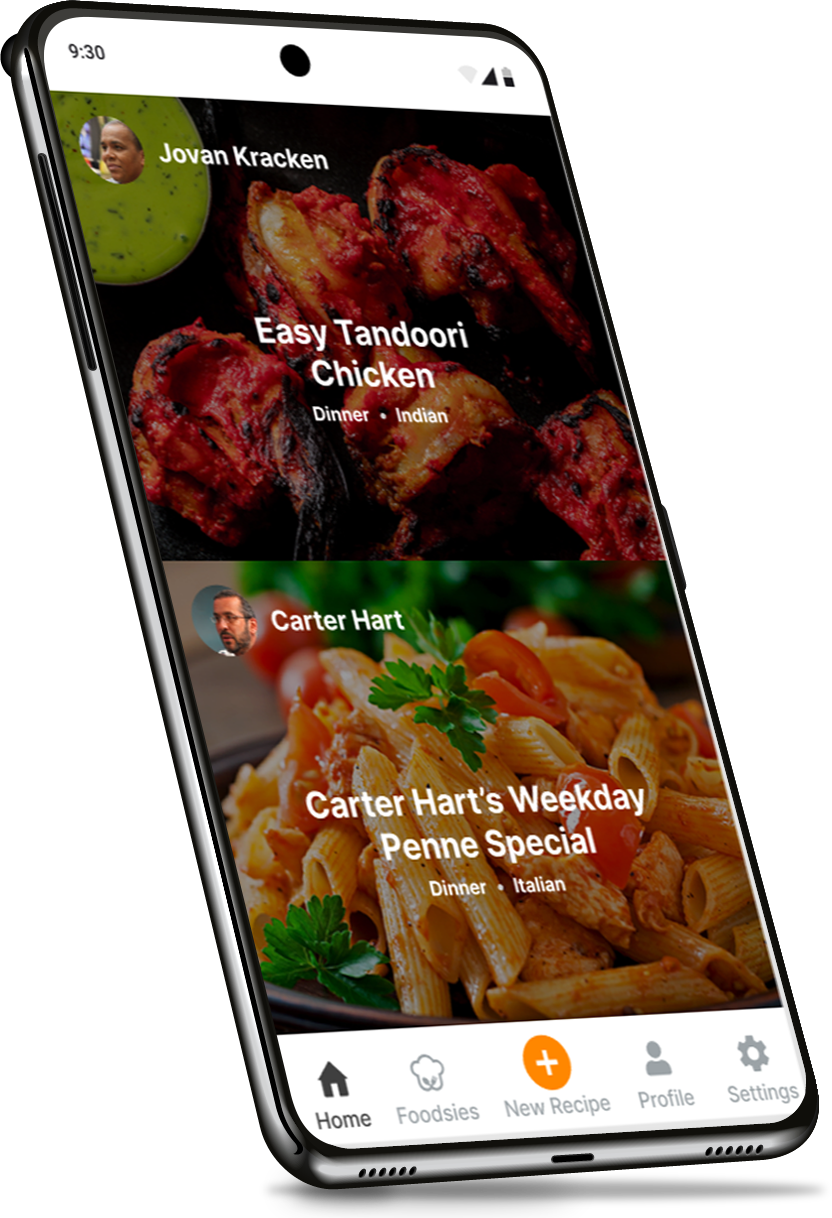 9:30
Jovan Kracken
Easy Tandoori
Chicken
Dinner • Indian
Carter Hart
Carter Hart's Weekday
Penne Special
Dinner • Italian
Home
Foodsies
New Recipe
Profile
Settings